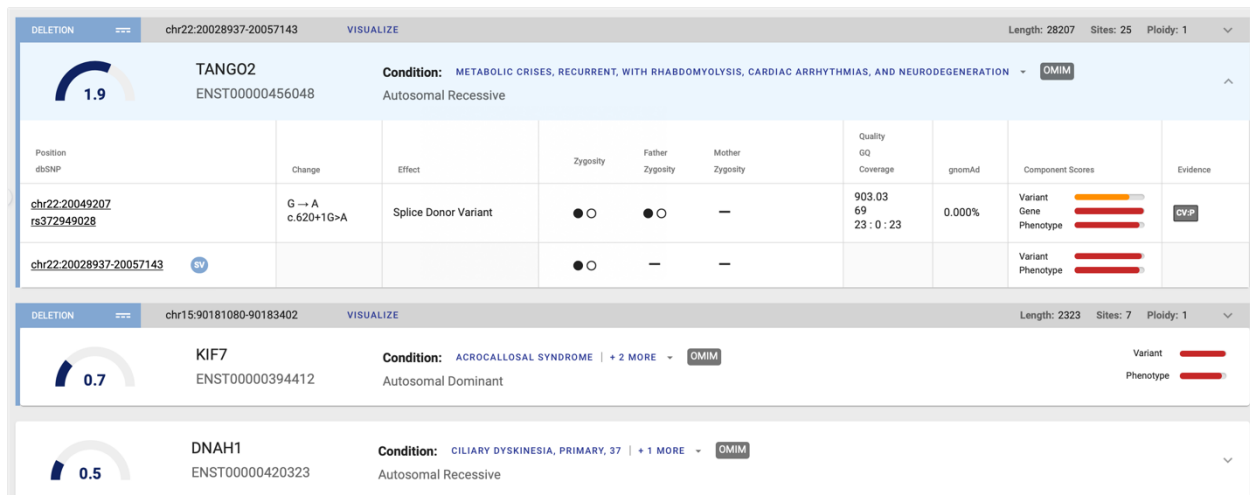 DELETION chr22:20028937-20057143 VISUALIZE Length: 28207 Sites: 25 Ploidy: 1
TANGO2 Condition: METABOLIC CRISES, RECURRENT, WITH RHABDOMYOLYSIS, CARDIAC ARRHYTHMIAS, AND NEURODEGENERATION OMIM
1.9 ENST00000456048 Autosomal Recessive
Position
dbSNP
Change
Effect
Zygosity
Father
Zygosity
Mother
Zygosity
Quality
GQ
Coverage
gnomAd
Component Scores
Evidence
chr22:20049207
rs372949028
G → A
c.620+1G>A
Splice Donor Variant
903.03
69
23 : 0 : 23
0.000%
Variant
Gene
Phenotype
CV:P
chr22:20028937-20057143 SV
Variant
Phenotype
DELETION chr15:90181080-90183402 VISUALIZE Length: 2323 Sites: 7 Ploidy: 1
KIF7 Condition: ACROCALLOSAL SYNDROME | + 2 MORE OMIM
0.7 ENST00000394412 Autosomal Dominant
Variant
Phenotype
DNAH1 Condition: CILIARY DYSKINESIA, PRIMARY, 37 | + 1 MORE OMIM
0.5 ENST00000420323 Autosomal Recessive